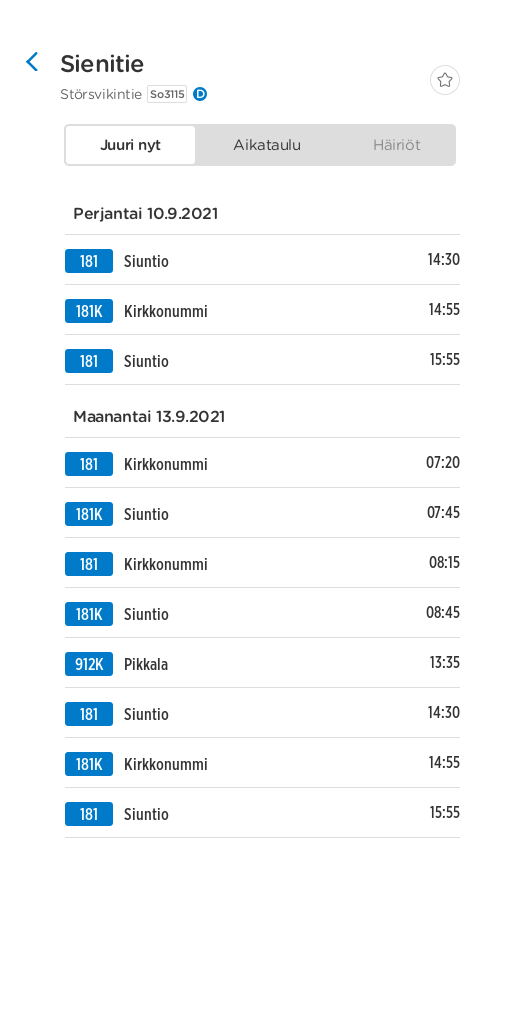 Sienitie
Störsvikintie So3115 D
Juuri nyt Aikataulu Häiriöt
Perjantai 10.9.2021
181 Siuntio 14:30
181K Kirkkonummi 14:55
181 Siuntio 15:55
Maanantai 13.9.2021
181 Kirkkonummi 07:20
181K Siuntio 07:45
181 Kirkkonummi 08:15
181K Siuntio 08:45
912K Pikkala 13:35
181 Siuntio 14:30
181K Kirkkonummi 14:55
181 Siuntio 15:55